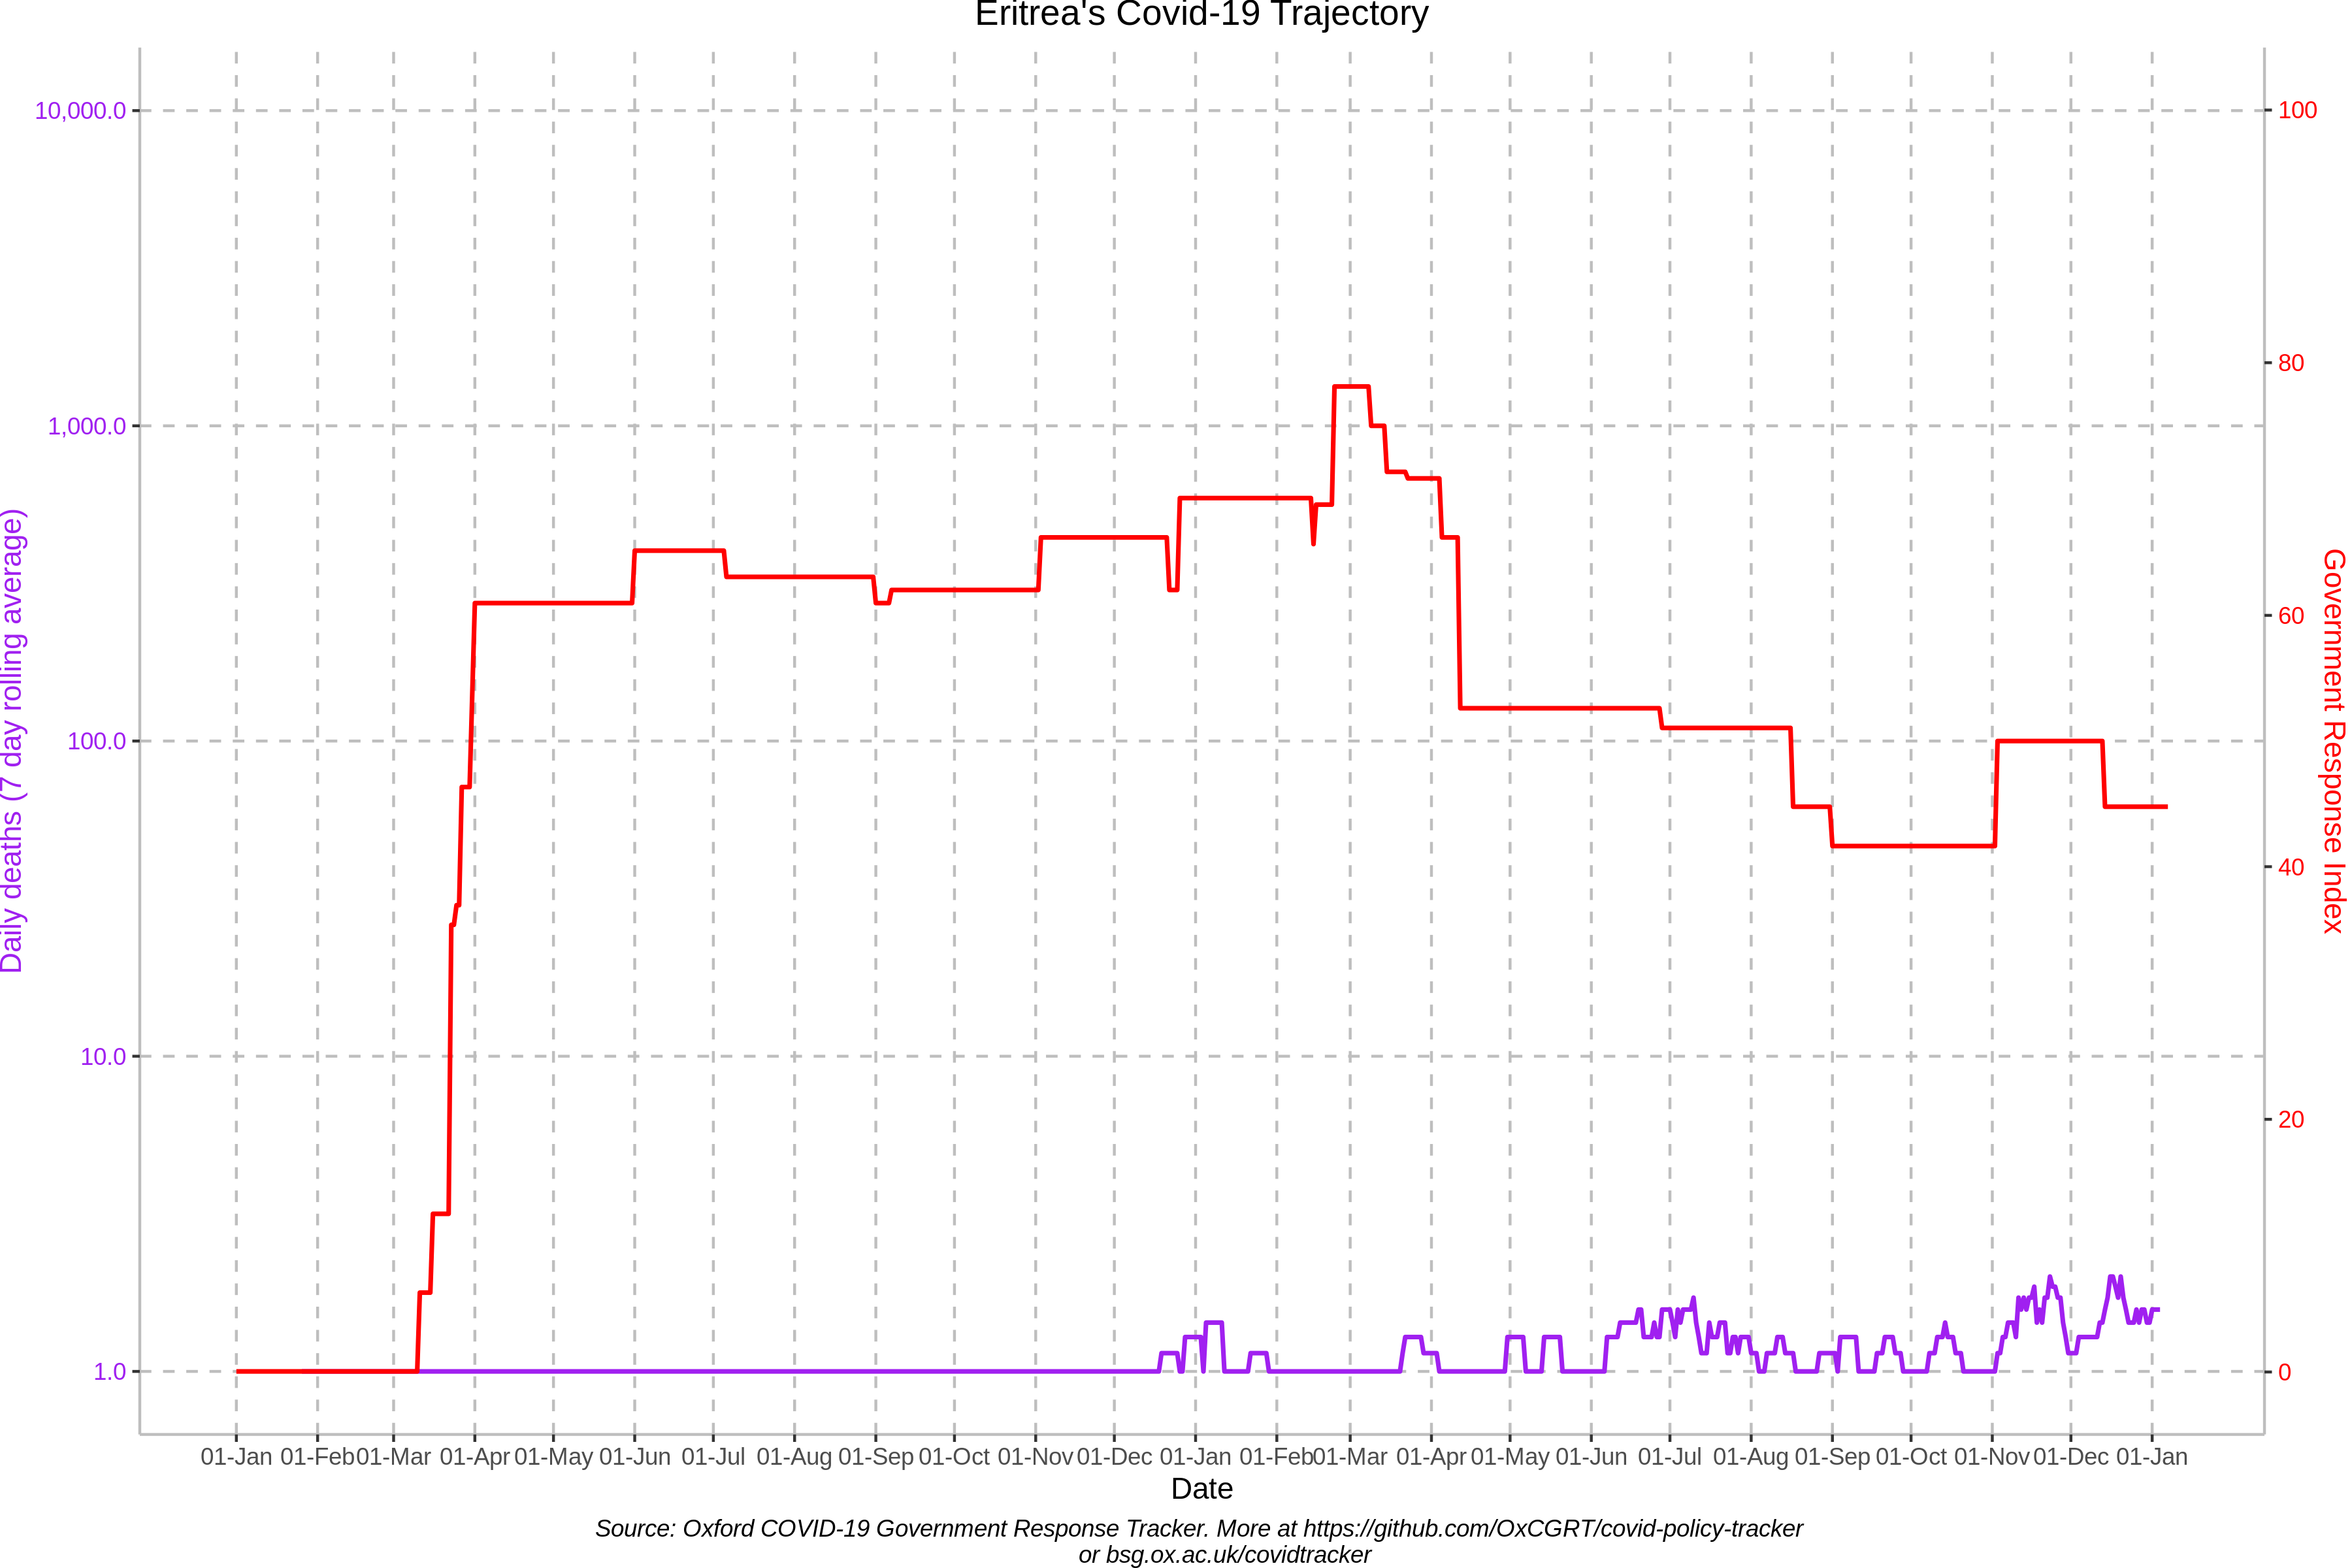 Eritrea's Covid-19 Trajectory
Daily deaths (7 day rolling average)
10,000.0
1,000.0
100.0
10.0
1.0
100
80
60
40
20
0
Government Response Index
01-Jan 01-Feb 01-Mar 01-Apr 01-May 01-Jun 01-Jul 01-Aug 01-Sep 01-Oct 01-Nov 01-Dec 01-Jan 01-Feb 01-Mar 01-Apr 01-May 01-Jun 01-Jul 01-Aug 01-Sep 01-Oct 01-Nov 01-Dec 01-Jan
Date
Source: Oxford COVID-19 Government Response Tracker. More at https://github.com/OxCGRT/covid-policy-tracker
or bsg.ox.ac.uk/covidtracker